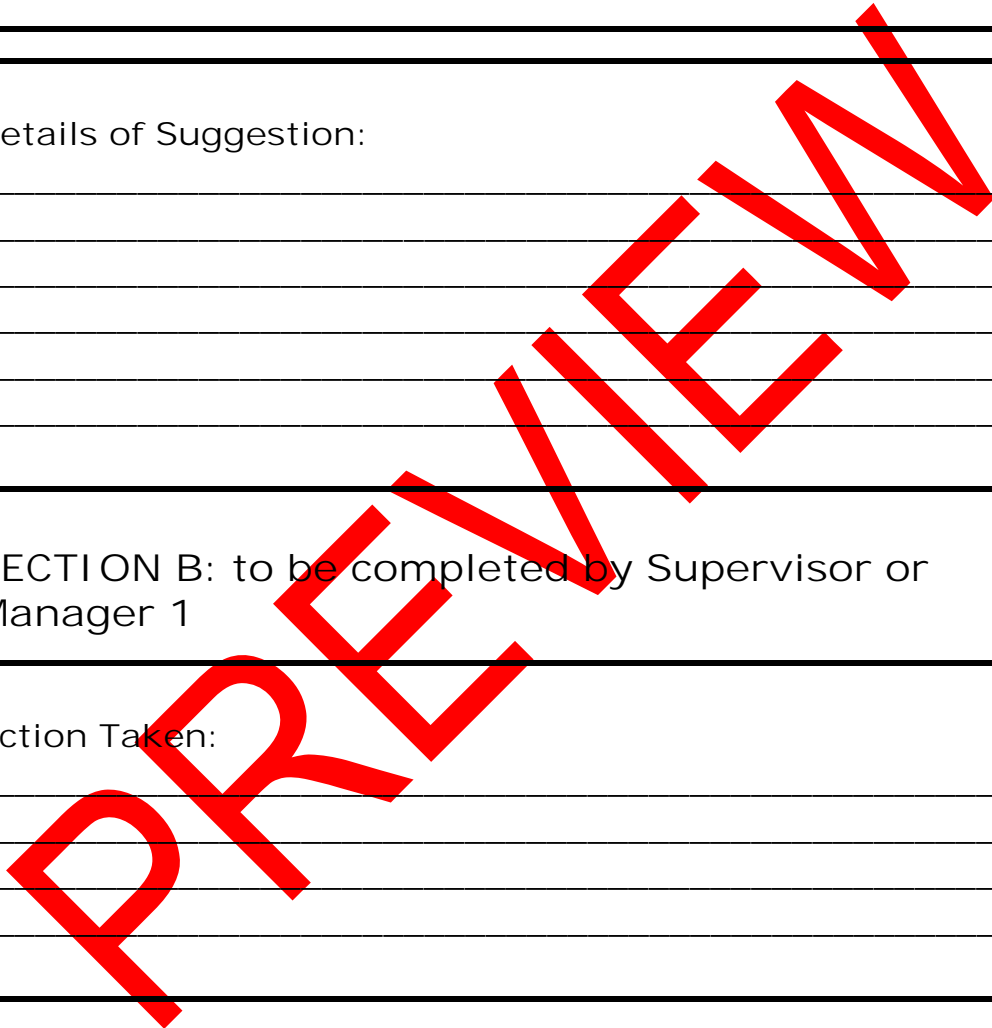 etails of Suggestion:
ECTION B: to be completed by Supervisor or
Manager 1
ction Taken:
PREVIEW